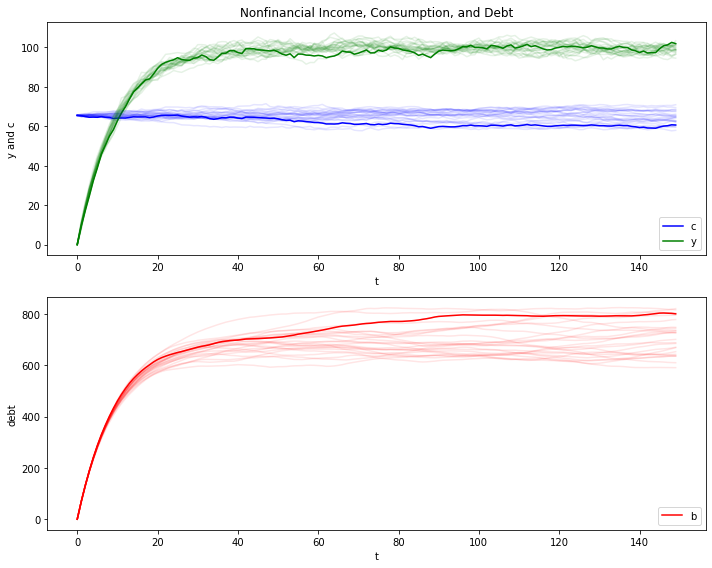 Nonfinancial Income, Consumption, and Debt
y and c
100
80
60
40
20
0
c
y
0 20 40 60 80 100 120 140
t
debt
800
600
400
200
0
b
0 20 40 60 80 100 120 140
t